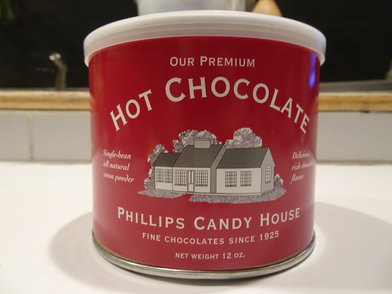 OUR PREMIUM
HOT CHOCOLATE
Single-bean
all natural
cocoa powder
Delicious,
rich chocolate
flavor
PHILLIPS CANDY HOUSE
FINE CHOCOLATES SINCE 1925
NET WEIGHT 12 OZ.